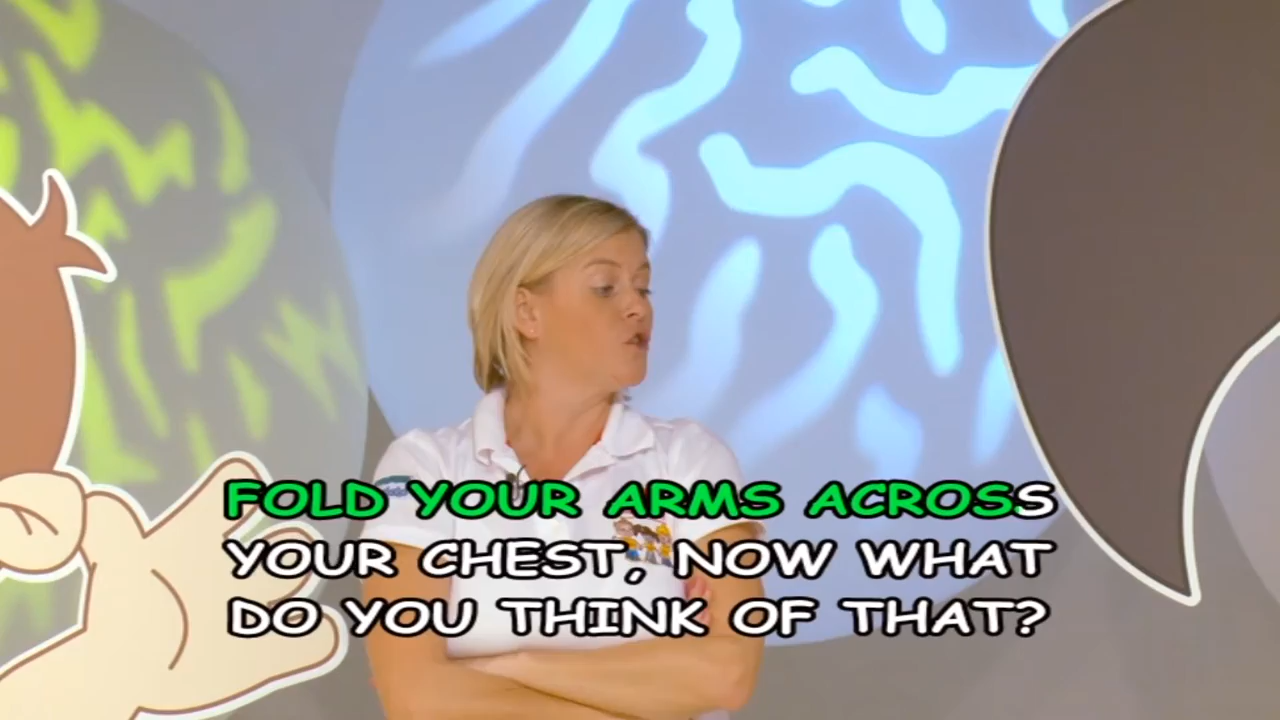 FOLD YOUR ARMS ACROSS
YOUR CHEST, NOW WHAT
DO YOU THINK OF THAT?